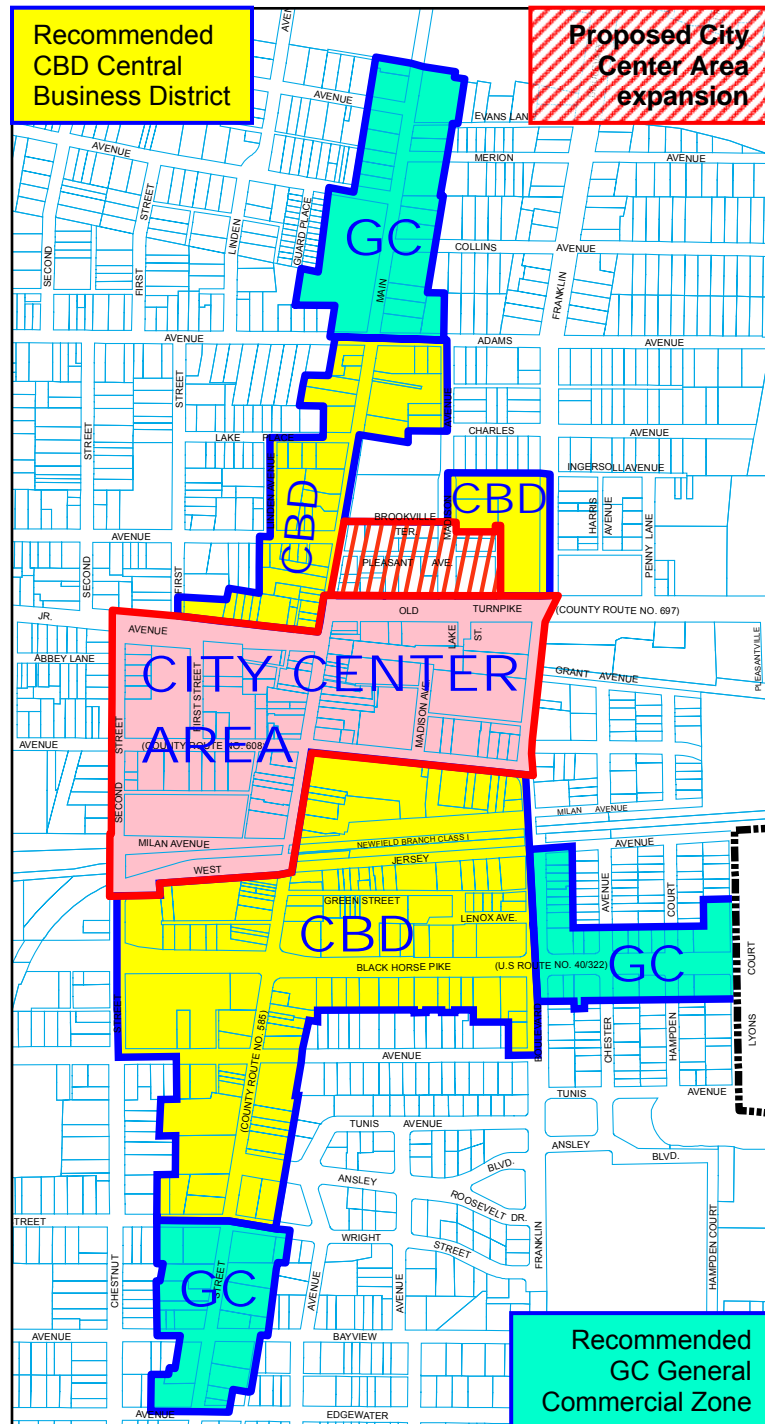 Recommended
CBD Central
Business District
Proposed City
Center Area
expansion
AVENUE
EVANS
AVENUE
MERION
AVENUE
STREET
LINDEN
GUARD PLACE
GC
COLLINS
AVENUE
SECOND
FIRST
MAIN
FRANKLIN
AVENUE
ADAMS
AVENUE
STREET
STREET
LAKE
PLACE
CHARLES
AVENUE
INGERSOLL AVENUE
CBD
CBD
MADISON
HARRIS
AVENUE
PENNY LANE
BROOKVILLE
TER.
AVENUE
PLEASANT AVE.
SECOND
FIRST
OLD
TURNPIKE
(COUNTY ROUTE NO. 697)
JR.
AVENUE
LAKE
ST.
ABBEY LANE
CITY CENTER
AREA
FIRST STREET
MADISON AVE.
GRANT AVENUE
PLEASANTVILLE
AVENUE
STREET
(COUNTY ROUTE NO. 608)
SECOND
MILAN AVENUE
MILAN AVENUE
NEWFIELD BRANCH CLASS I
AVENUE
WEST
JERSEY
GREEN STREET
LENOX AVE.
AVENUE
COURT
CBD
BLACK HORSE PIKE
(U.S ROUTE NO. 40/322)
GC
COURT
LYONS
CHESTER
HAMPDEN
(COUNTY ROUTE NO. 585)
AVENUE
AVENUE
TUNIS
TUNIS
AVENUE
ANSLEY
BLVD.
BLVD.
ANSLEY
ROOSEVELT DR.
WRIGHT
STREET
FRANKLIN
HAMPDEN COURT
CHESTNUT
GC
STREET
AVENUE
AVENUE
AVENUE
BAYVIEW
AVENUE
AVENUE
EDGEWATER
Recommended
GC General
Commercial Zone